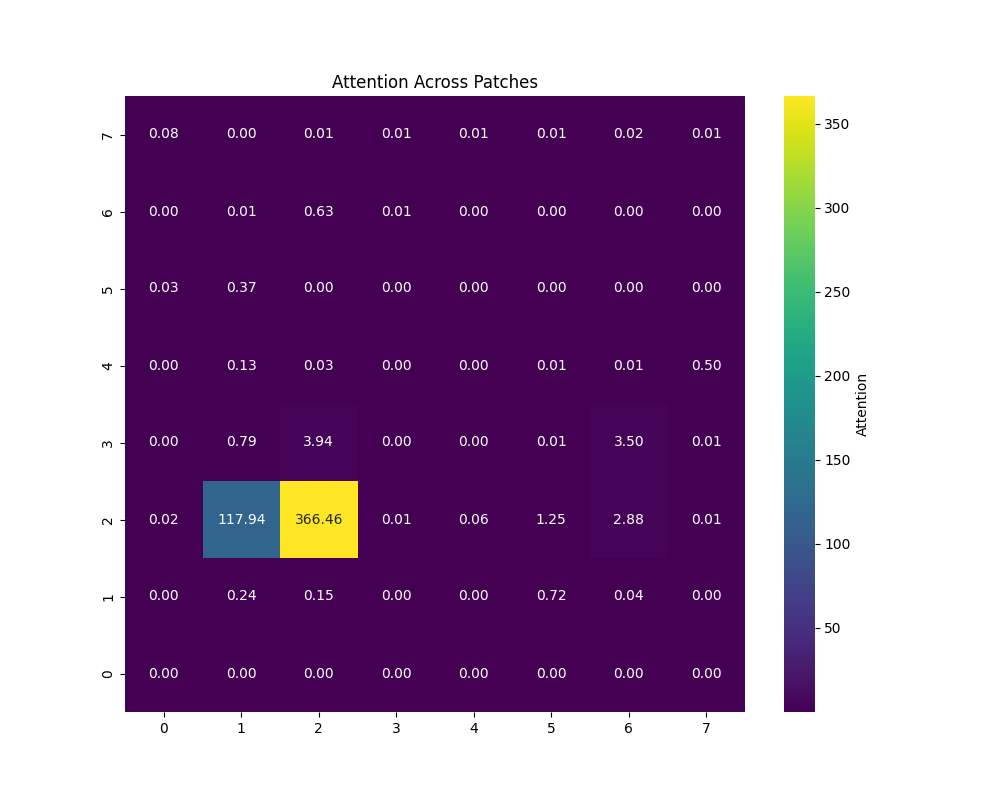 Attention Across Patches
7 0.08 0.00 0.01 0.01 0.01 0.01 0.02 0.01
6 0.00 0.01 0.63 0.01 0.00 0.00 0.00 0.00
5 0.03 0.37 0.00 0.00 0.00 0.00 0.00 0.00
4 0.00 0.13 0.03 0.00 0.00 0.01 0.01 0.50
3 0.00 0.79 3.94 0.00 0.00 0.01 3.50 0.01
2 0.02 117.94 366.46 0.01 0.06 1.25 2.88 0.01
1 0.00 0.24 0.15 0.00 0.00 0.72 0.04 0.00
0 0.00 0.00 0.00 0.00 0.00 0.00 0.00 0.00
0 1 2 3 4 5 6 7
350
300
250
200
150
100
50
Attention